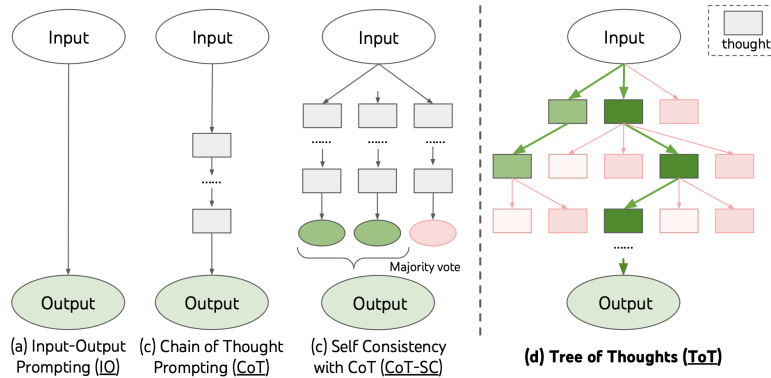 Input
Input
Input
Input
thought
......
......
......
......
......
Majority vote
Output
Output
Output
Output
(a) Input-Output
Prompting (IO)
(c) Chain of Thought
Prompting (CoT)
(c) Self Consistency
with CoT (CoT-SC)
(d) Tree of Thoughts (ToT)